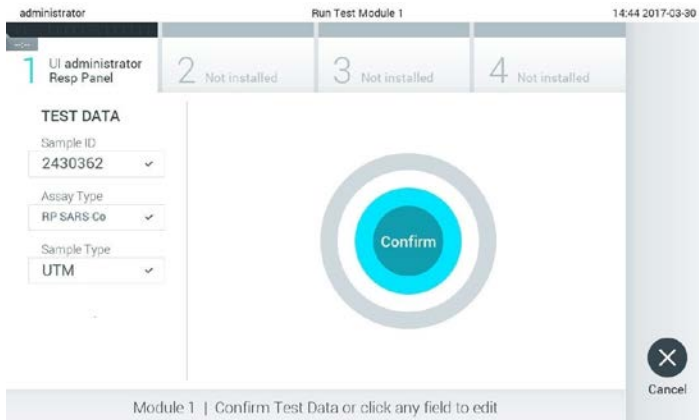 administrator Run Test Module 1 14:44 2017-03-30
--:--
1 UI administrator
Resp Panel
2 Not installed
3 Not installed
4 Not installed
TEST DATA
Sample ID
2430362
Assay Type
RP SARS-Co
Sample Type
UTM
Confirm
Cancel
Module 1 | Confirm Test Data or click any field to edit